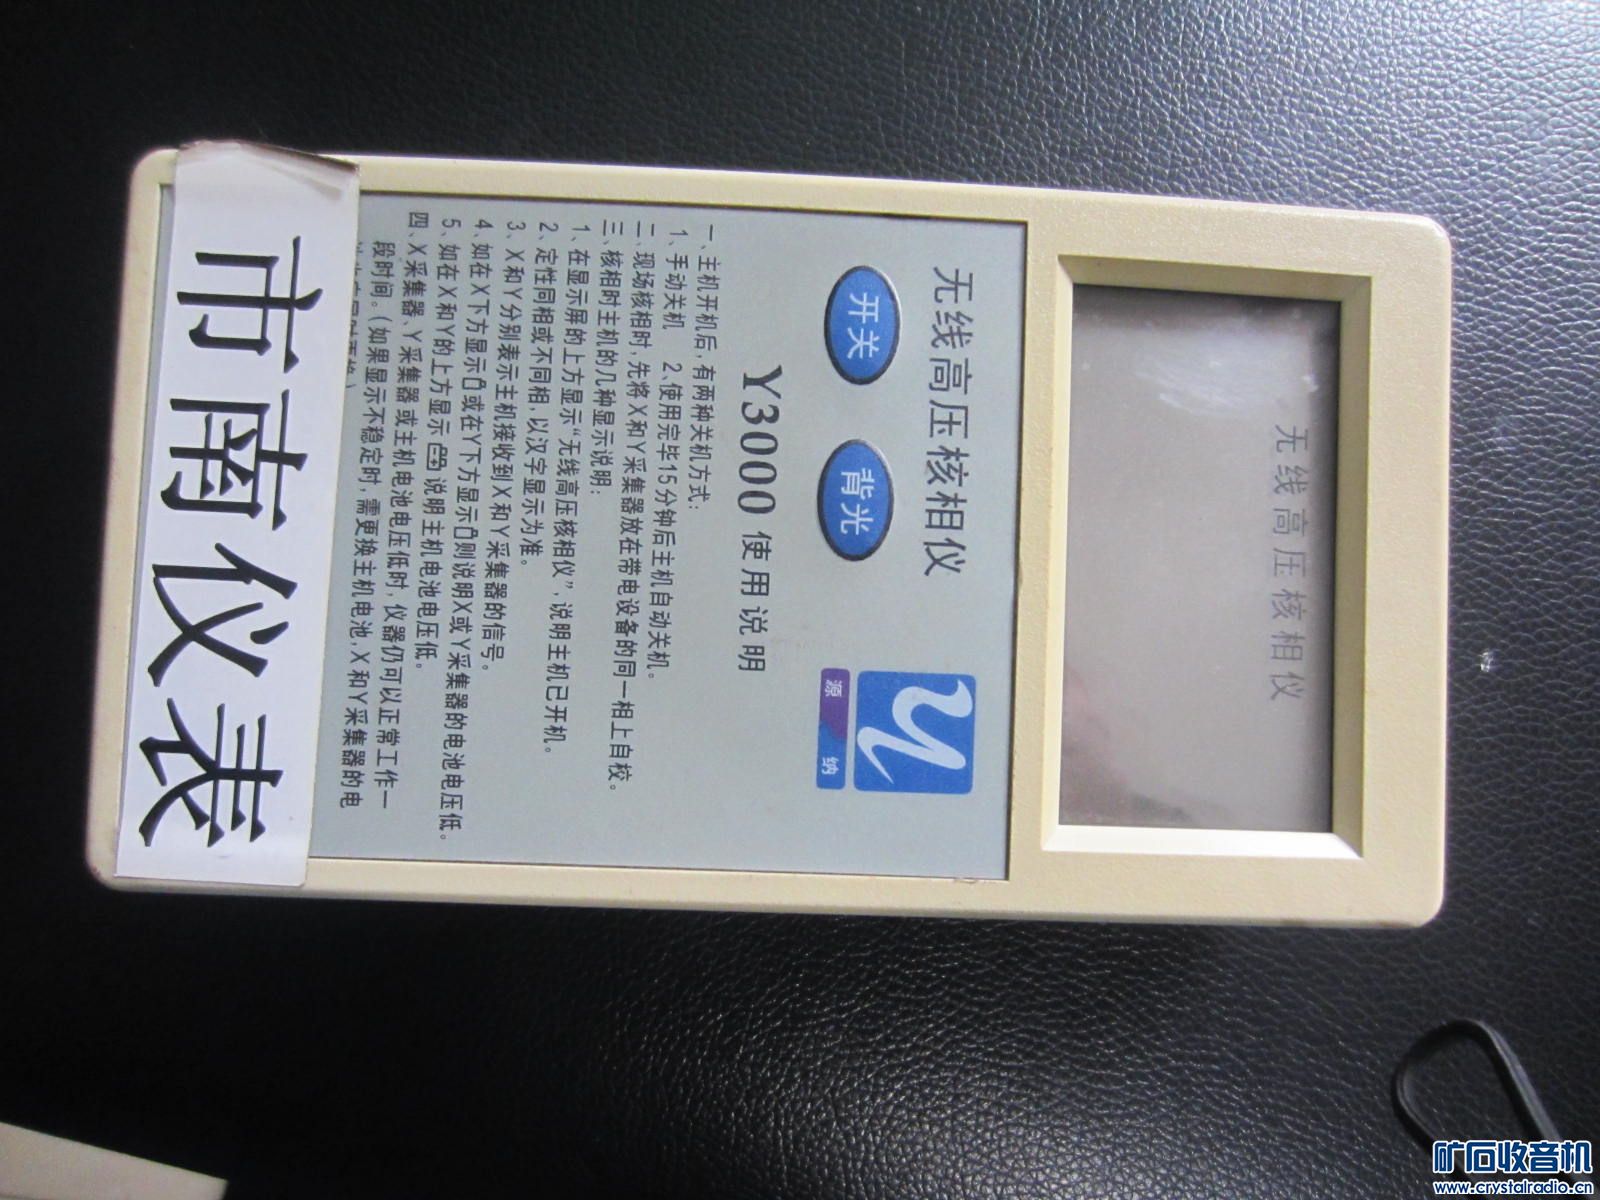 无线高压核相仪
无线高压核相仪
开关
背光
源
纳
Y3000使用说明
一、主机开机后，有两种关机方式：
1、手动关机 2、使用完毕15分钟后主机自动关机。
二、现场核相时，先将X和Y采集器放在带电设备的同一相上自校。
三、核相时主机的几种显示说明：
1、在显示屏的上方显示“无线高压核相仪”，说明主机已开机。
2、定性同相或不同相，以汉字显示为准。
3、X和Y分别表示主机接收到X和Y采集器的信号。
4、如在X下方显示或在Y下方显示则说明X或Y采集器的电池电压低。
5、如在X和Y的上方显示说明主机电池电压低。
四、X采集器、Y采集器或主机电池电压低时，仪器仍可以正常工作一
段时间。（如果显示不稳定时，需更换主机电池，X和Y采集器的电
市南仪表
矿石收音机
www.crystalradio.cn